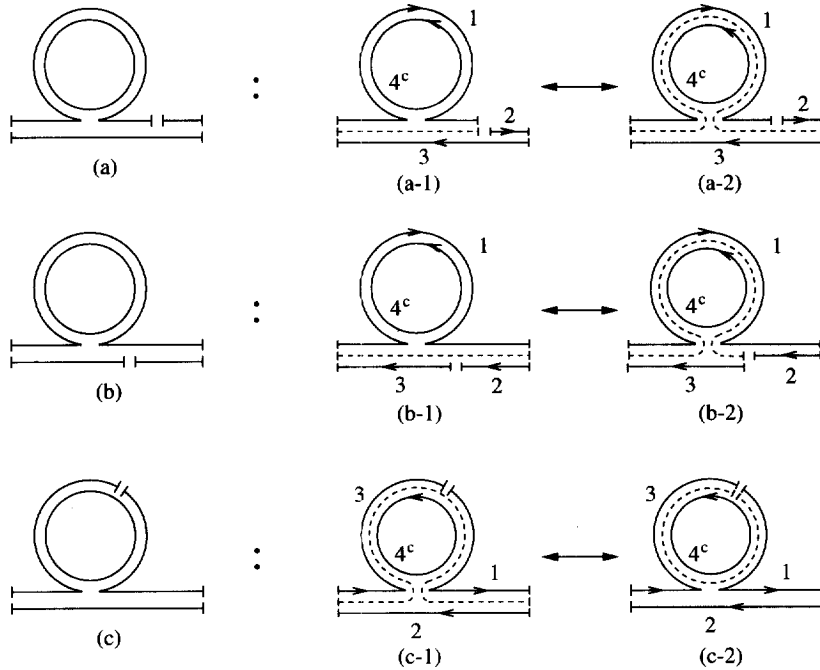 1 1
4c 4c
: 2 2
3 3
(a) (a-1) (a-2)
1 1
4c 4c
:
3 2 3 2
(b) (b-1) (b-2)
3 3
4c 4c
: 1 1
2 2
(c) (c-1) (c-2)